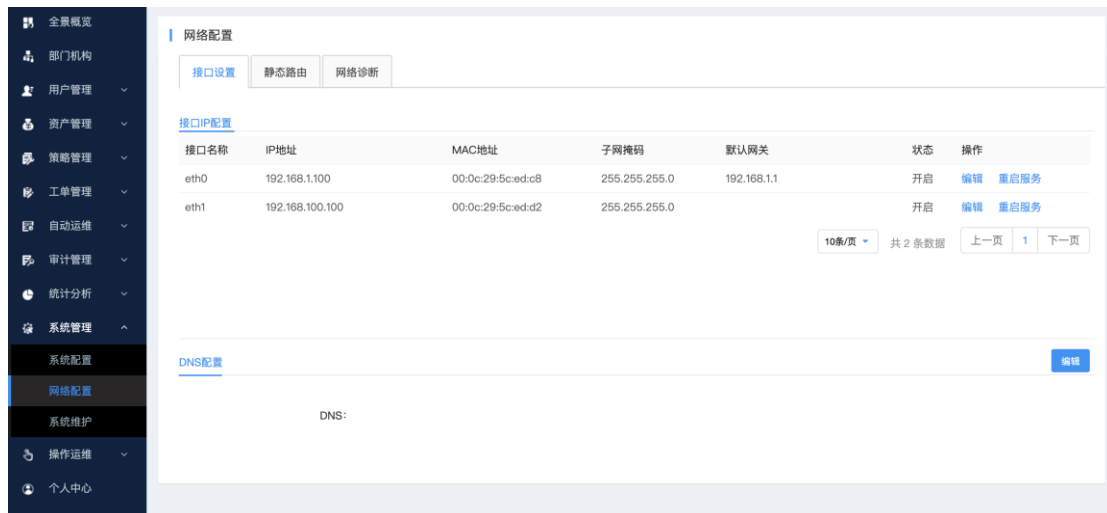 全景概览
部门机构
用户管理
资产管理
策略管理
工单管理
自动运维
审计管理
统计分析
系统管理
系统配置
网络配置
系统维护
操作运维
个人中心
网络配置
接口设置 静态路由 网络诊断
接口IP配置
接口名称 IP地址 MAC地址 子网掩码 默认网关 状态 操作
eth0 192.168.1.100 00:0c:29:5c:ed:c8 255.255.255.0 192.168.1.1 开启 编辑 重启服务
eth1 192.168.100.100 00:0c:29:5c:ed:d2 255.255.255.0 开启 编辑 重启服务
10条/页 共 2 条数据 上一页 1 下一页
DNS配置 编辑
DNS: